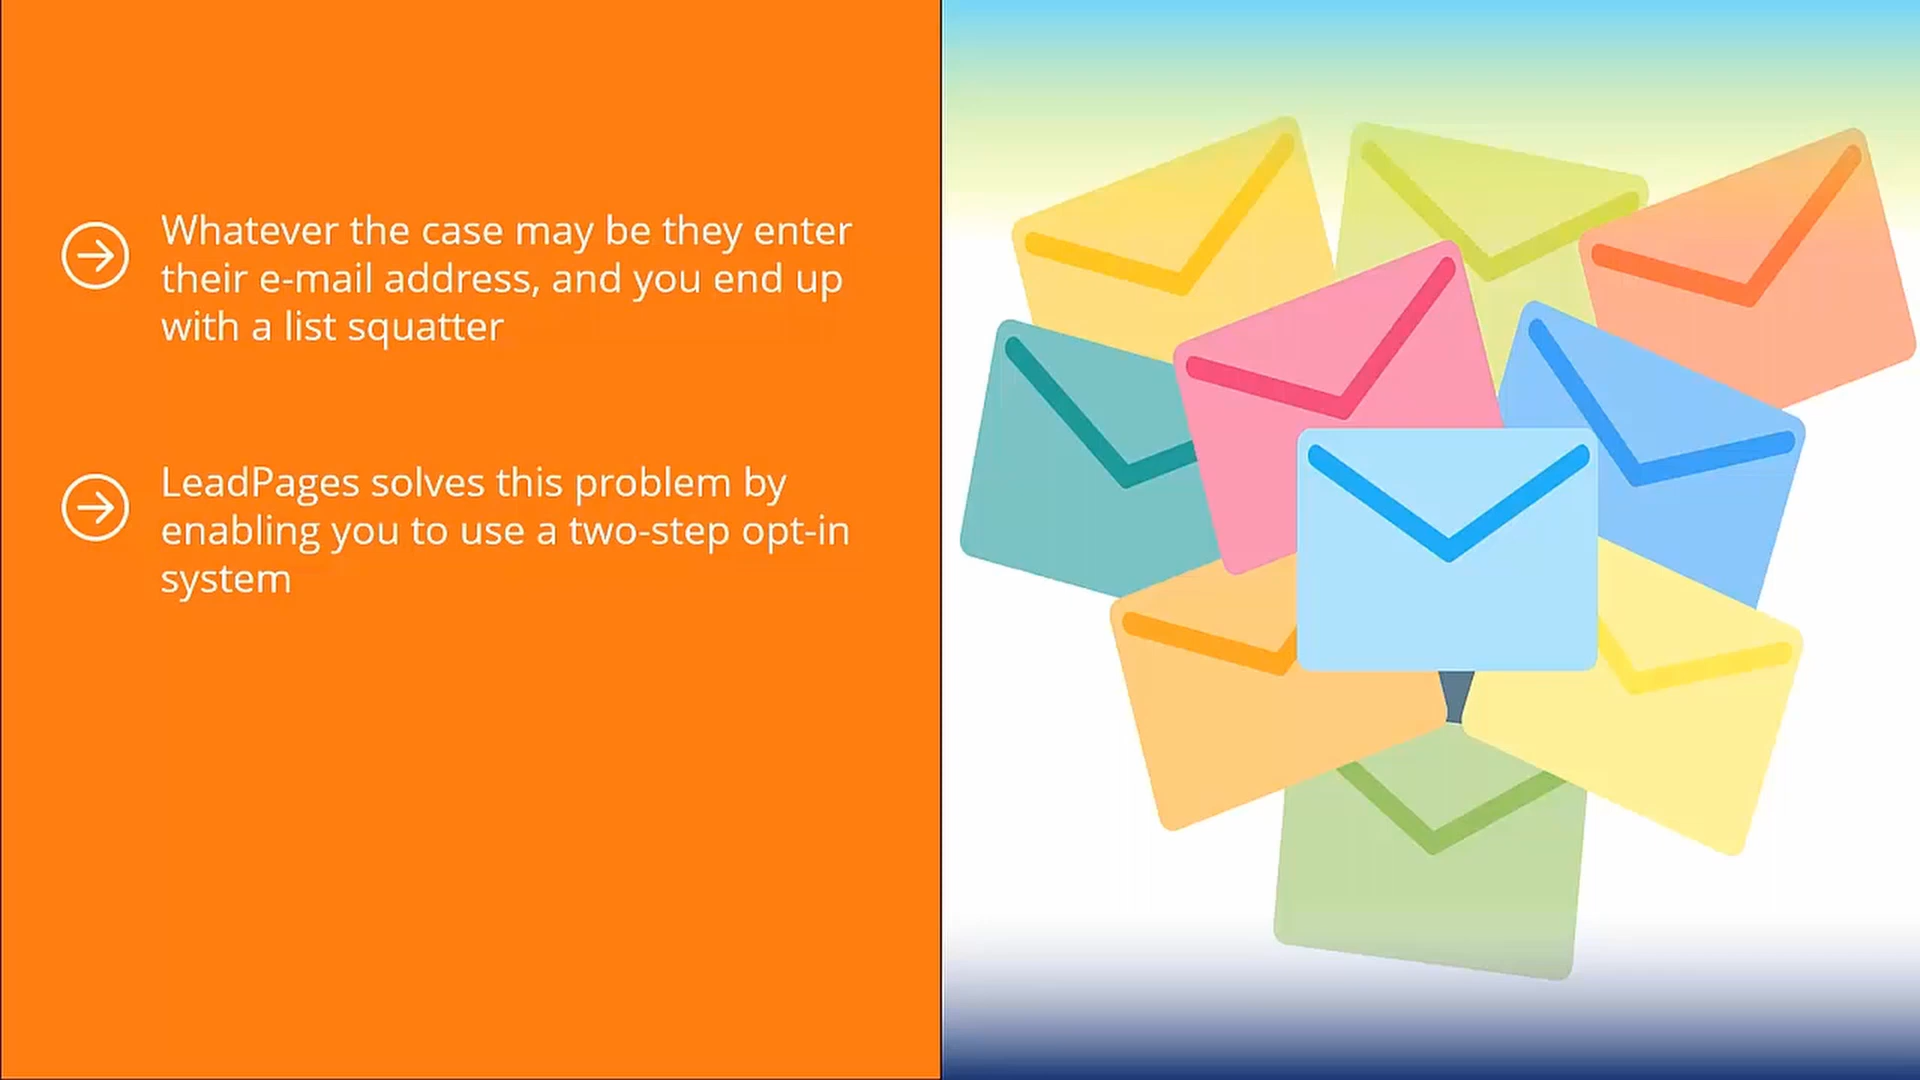 Whatever the case may be they enter
their e-mail address, and you end up
with a list squatter
LeadPages solves this problem by
enabling you to use a two-step opt-in
system